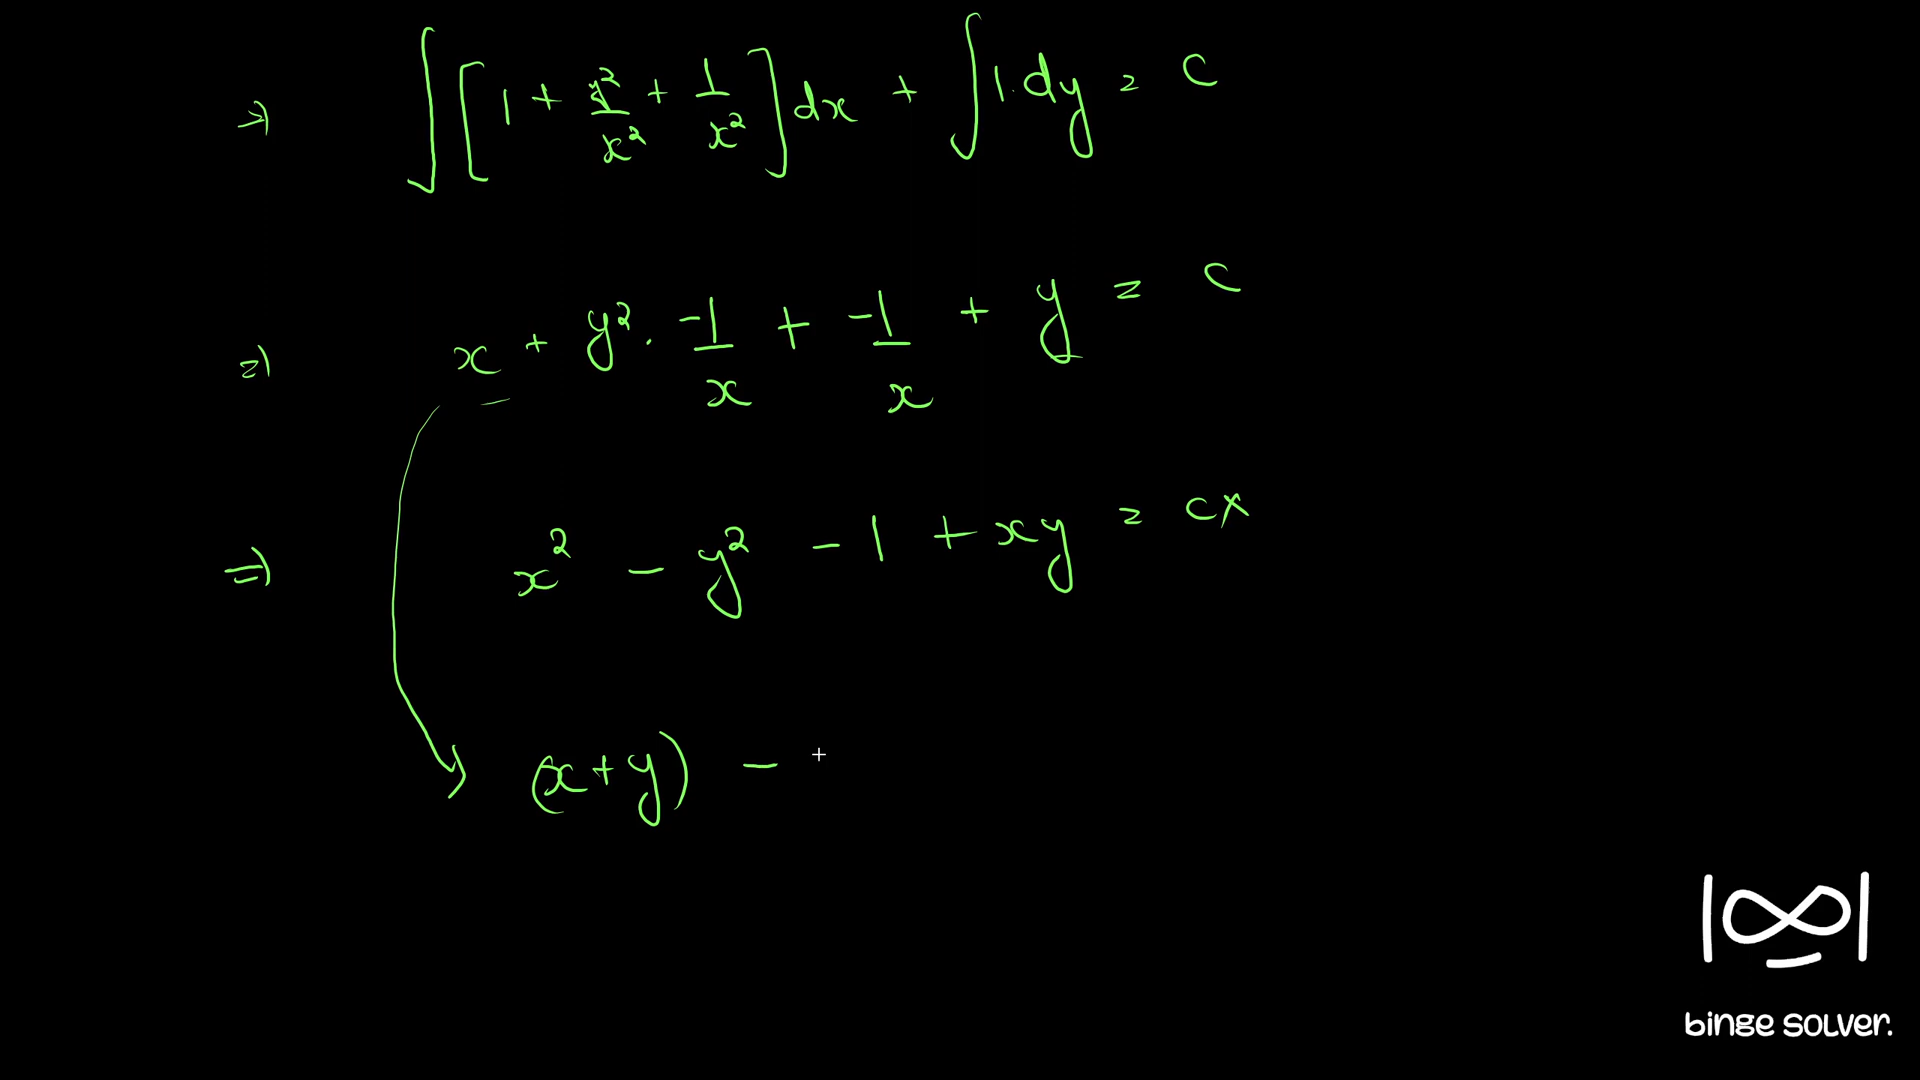 ⇒ ∫ [1 + y²/x² + 1/x²] dx + ∫ 1.dy = C
⇒ x + y² . -1/x + -1/x + y = C
⇒ x² - y² - 1 + xy = cx
(x+y) -
binge solver.